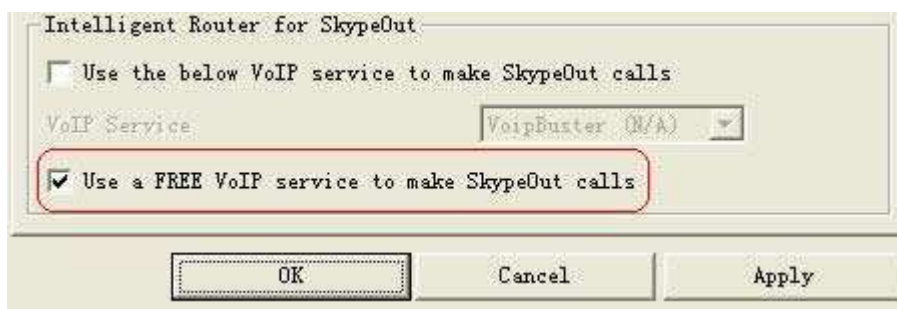 Intelligent Router for SkypeOut
Use the below VoIP service to make SkypeOut calls
VoIP Service VoipBuster (N/A)
Use a FREE VoIP service to make SkypeOut calls
OK Cancel Apply